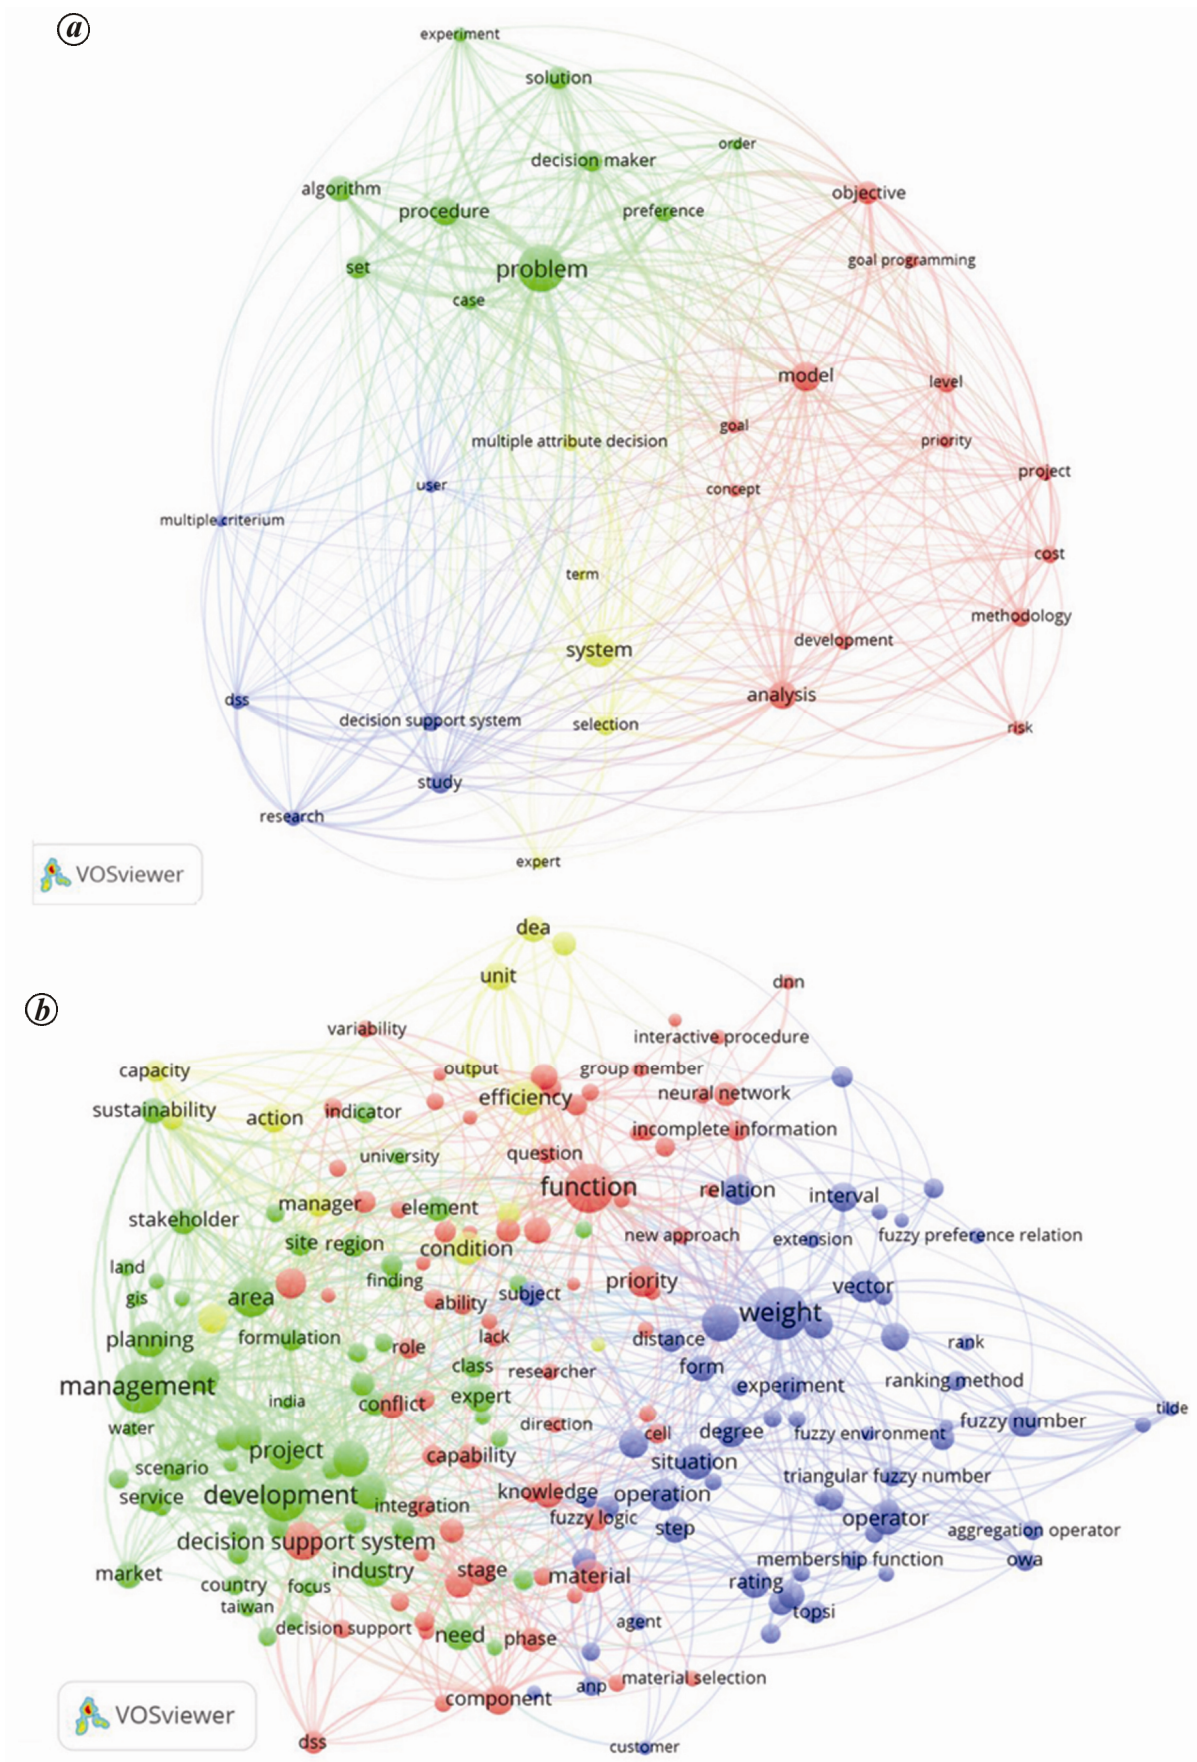 a
experiment
solution
order
decision maker
algorithm
objective
procedure
preference
goal programming
set
problem
case
model
level
goal
multiple attribute decision
priority
project
user
concept
multiple criterium
cost
term
methodology
development
system
analysis
dss
decision support system
selection
risk
study
research
expert
VOSviewer
dea
unit
dnn
b
variability
interactive procedure
capacity
output
group member
efficiency
neural network
sustainability
action
indicator
incomplete information
university
question
function
relation
interval
manager
element
stakeholder
new approach
extension
fuzzy preference relation
site region
condition
land
finding
gis
area
ability
subject
priority
vector
weight
planning
formulation
role
lack
distance
rank
class
researcher
form
management
experiment
ranking method
india
conflict
expert
tilde
water
direction
cell
degree
fuzzy environment
fuzzy number
project
scenario
capability
situation
triangular fuzzy number
service
development
integration
knowledge
operation
fuzzy logic
step
operator
aggregation operator
decision support system
market
country
focus
industry
stage
material
membership function
owa
rating
taiwan
topsi
decision support
need
phase
agent
material selection
anp
component
VOSviewer
dss
customer